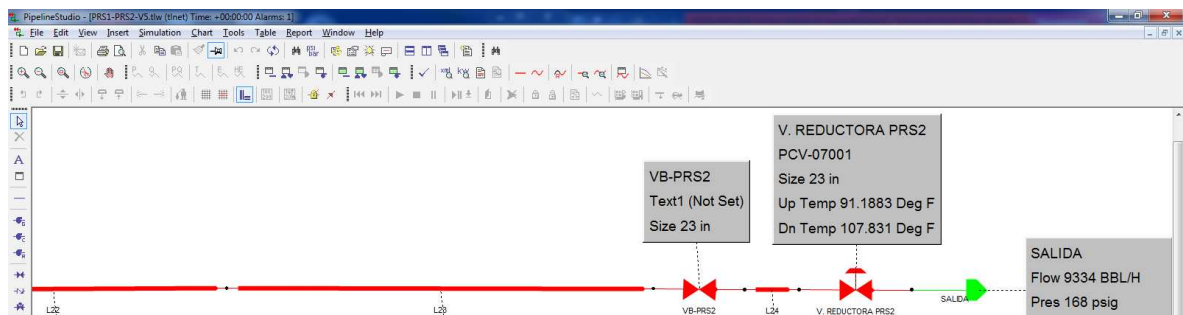 PipelineStudio - [PRS1-PRS2-V5.tlw (tlnet) Time: +00:00:00 Alarms: 1]
File Edit View Insert Simulation Chart Tools Table Report Window Help
V. REDUCTORA PRS2
PCV-07001
Size 23 in
Up Temp 91.1883 Deg F
Dn Temp 107.831 Deg F
VB-PRS2
Text1 (Not Set)
Size 23 in
SALIDA
Flow 9334 BBL/H
Pres 168 psig
L22
L23
VB-PRS2
L24
V. REDUCTORA PRS2
SALIDA